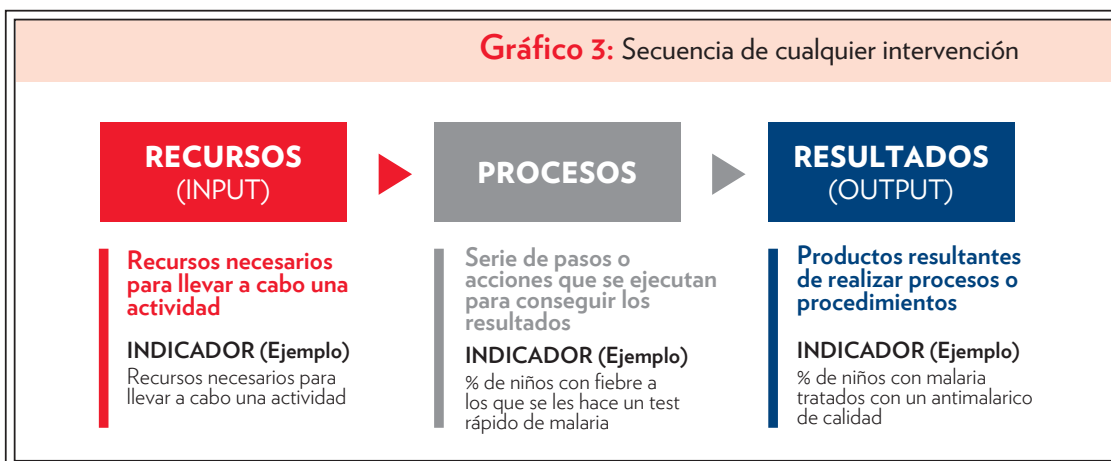 Gráfico 3: Secuencia de cualquier intervención
RECURSOS
(INPUT)
PROCESOS
RESULTADOS
(OUTPUT)
Recursos necesarios
para llevar a cabo una
actividad
INDICADOR (Ejemplo)
Recursos necesarios para
llevar a cabo una actividad
Serie de pasos o
acciones que se ejecutan
para conseguir los
resultados
INDICADOR (Ejemplo)
% de niños con fiebre a
los que se les hace un test
rápido de malaria
Productos resultantes
de realizar procesos o
procedimientos
INDICADOR (Ejemplo)
% de niños con malaria
tratados con un antimalarico
de calidad